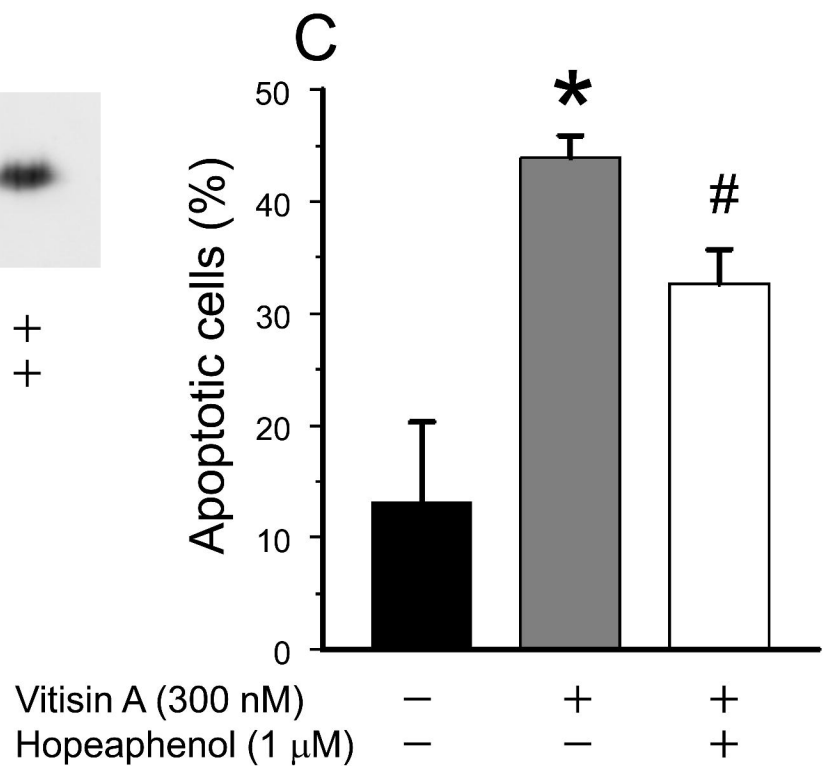 C
+
+
Apoptotic cells (%)
50
40
30
20
10
0
*
#
Vitisin A (300 nM) − + +
Hopeaphenol (1 μM) − − +